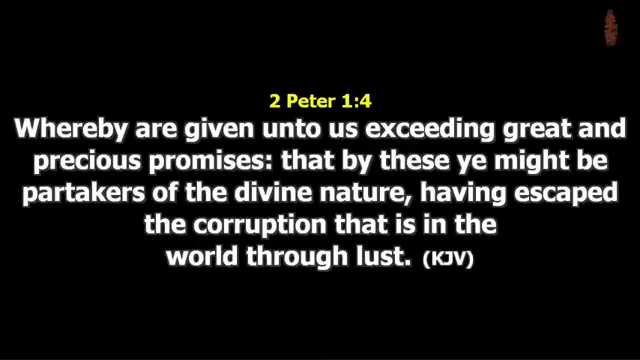 2 Peter 1:4
Whereby are given unto us exceeding great and
precious promises: that by these ye might be
partakers of the divine nature, having escaped
the corruption that is in the
world through lust. (KJV)